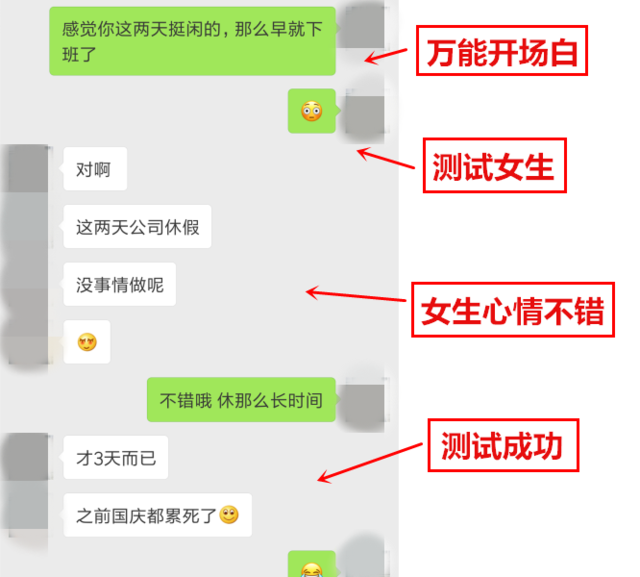 感觉你这两天挺闲的，那么早就下
班了
万能开场白
测试女生
对啊
这两天公司休假
没事情做呢
女生心情不错
不错哦 休那么长时间
测试成功
才3天而已
之前国庆都累死了